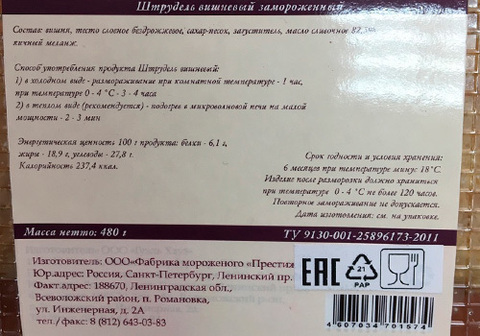 Штрудель вишневый замороженный
Состав: вишня, тесто слоеное бездрожжевое, сахар-песок, загуститель, масло сливочное 82,5%
яичный меланж.
Способ употребления продукта Штрудель вишневый:
1) в холодном виде - размораживание при комнатной температуре - 1 час,
при температуре 0 - 4 °С - 3 - 4 часа
2) в теплом виде (рекомендуется) - подогрев в микроволновой печи на малой
мощности - 2 - 3 мин
Энергетическая ценность 100 г продукта: белки - 6,1 г,
жиры - 18,9 г, углеводы - 27,8 г.
Калорийность 237,4 ккал.
Срок годности и условия хранения:
6 месяцев при температуре минус 18°С.
Изделие после разморозки должно храниться
при температуре 0 - 4 °С не более 120 часов.
Повторное замораживание не допускается.
Дата изготовления: см. на упаковке.
Масса нетто: 480 г
ТУ 9130-001-25896173-2011
Изготовитель: ООО«Фабрика мороженого «Прести
Юр.адрес: Россия, Санкт-Петербург, Ленинский пр.
Факт.адрес: 188670, Ленинградская обл.,
Всеволожский район, п. Романовка,
ул. Инженерная, д. 2А
тел./факс: 8 (812) 643-03-83
EAC
21
PAP
4607034701574